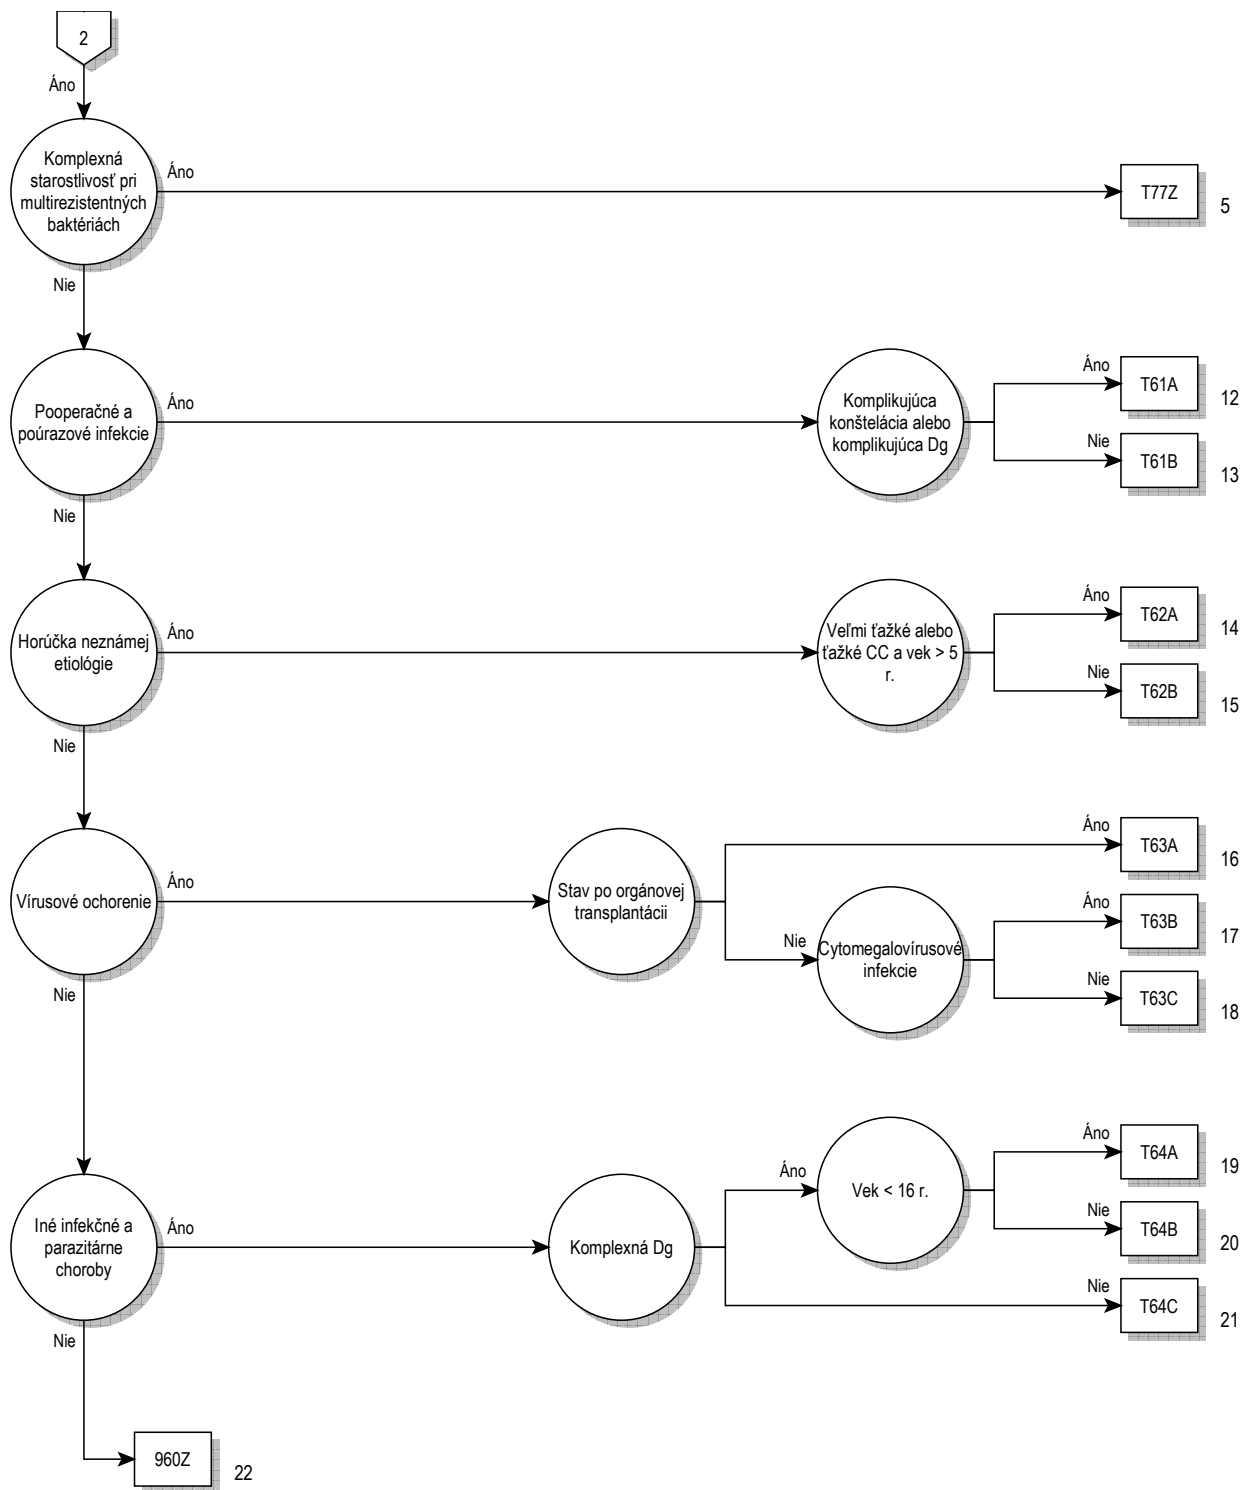 2
Áno
Komplexná
starostlivosť pri
multirezistentných
baktériách
Áno
T77Z
5
Nie
Pooperačné a
poúrazové infekcie
Áno
Komplikujúca
konštelácia alebo
komplikujúca Dg
Áno
T61A
12
Nie
T61B
13
Nie
Horúčka neznámej
etiológie
Áno
Veľmi ťažké alebo
ťažké CC a vek > 5
r.
Áno
T62A
14
Nie
T62B
15
Nie
Vírusové ochorenie
Áno
Stav po orgánovej
transplantácii
Áno
T63A
16
Nie
Cytomegalovírusové
infekcie
Áno
T63B
17
Nie
T63C
18
Nie
Iné infekčné a
parazitárne
choroby
Áno
Komplexná Dg
Áno
Vek < 16 r.
Áno
T64A
19
Nie
T64B
20
Nie
T64C
21
Nie
960Z
22